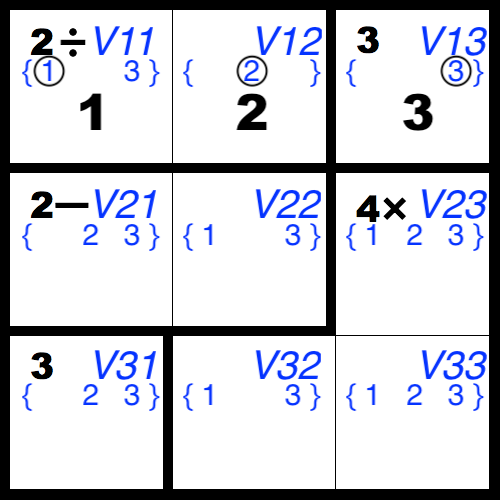 2÷ V11 V12 3 V13
{1 3} { 2 } { 3}
1 2 3
2− V21 V22 4× V23
{ 2 3} {1 3} {1 2 3}
3 V31 V32 V33
{ 2 3} {1 3} {1 2 3}